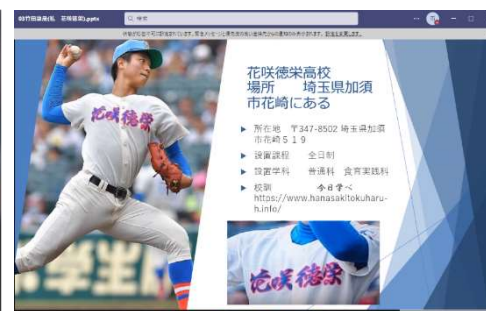 検索
花咲徳栄高校
場所　　埼玉県加須
市花崎にある
所在地　〒347-8502 埼玉県加須
市花崎５１９
設置課程　　全日制
設置学科　　普通科　食育実践科
校訓　　　今日学べ
https://www.hanasakitokuharu-
h.info/
花咲徳栄
花咲徳栄